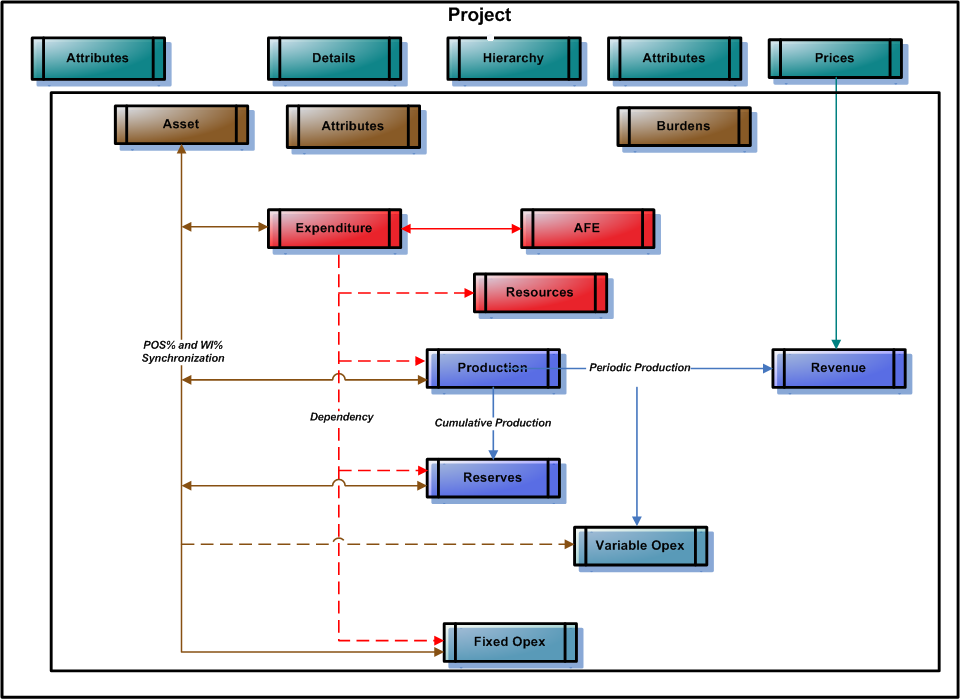 Project
Attributes
Details
Hierarchy
Attributes
Prices
Asset
Attributes
Burdens
Expenditure
AFE
Resources
POS% and WI%
Synchronization
Production
Periodic Production
Revenue
Dependency
Cumulative Production
Reserves
Variable Opex
Fixed Opex